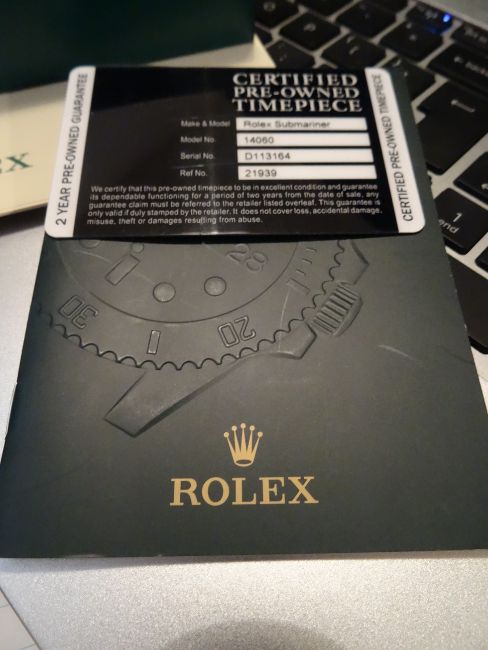 CERTIFIED
PRE-OWNED
TIMEPIECE
Make & Model Rolex Submariner
Model No. 14060
Serial No. D113164
Ref No. 21939
We certify that this pre-owned timepiece to be in excellent condition and guarantee
its dependable functioning for a period of two years from the date of sale, any
guarantee claim must be referred to the retailer listed overleaf. This guarantee is
only valid if duly stamped by the retailer. It does not cover loss, accidental damage,
misuse, theft or damages resulting from abuse.
2 YEAR PRE-OWNED GUARANTEE
CERTIFIED PRE-OWNED TIMEPIECE
LEX
28
30
20
ROLEX
1
end